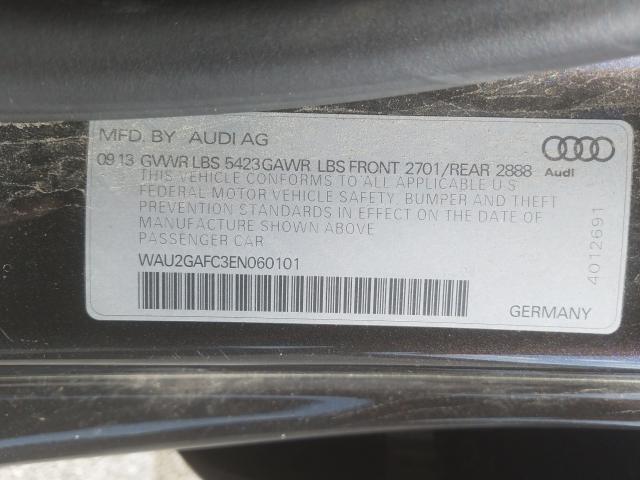 MFD. BY AUDI AG
09 13 GVWR LBS 5423 GAWR LBS FRONT 2701/REAR 2888
THIS VEHICLE CONFORMS TO ALL APPLICABLE U S
FEDERAL MOTOR VEHICLE SAFETY, BUMPER AND THEFT
PREVENTION STANDARDS IN EFFECT ON THE DATE OF
MANUFACTURE SHOWN ABOVE
PASSENGER CAR
WAU2GAFC3EN060101
GERMANY
Audi
4012691